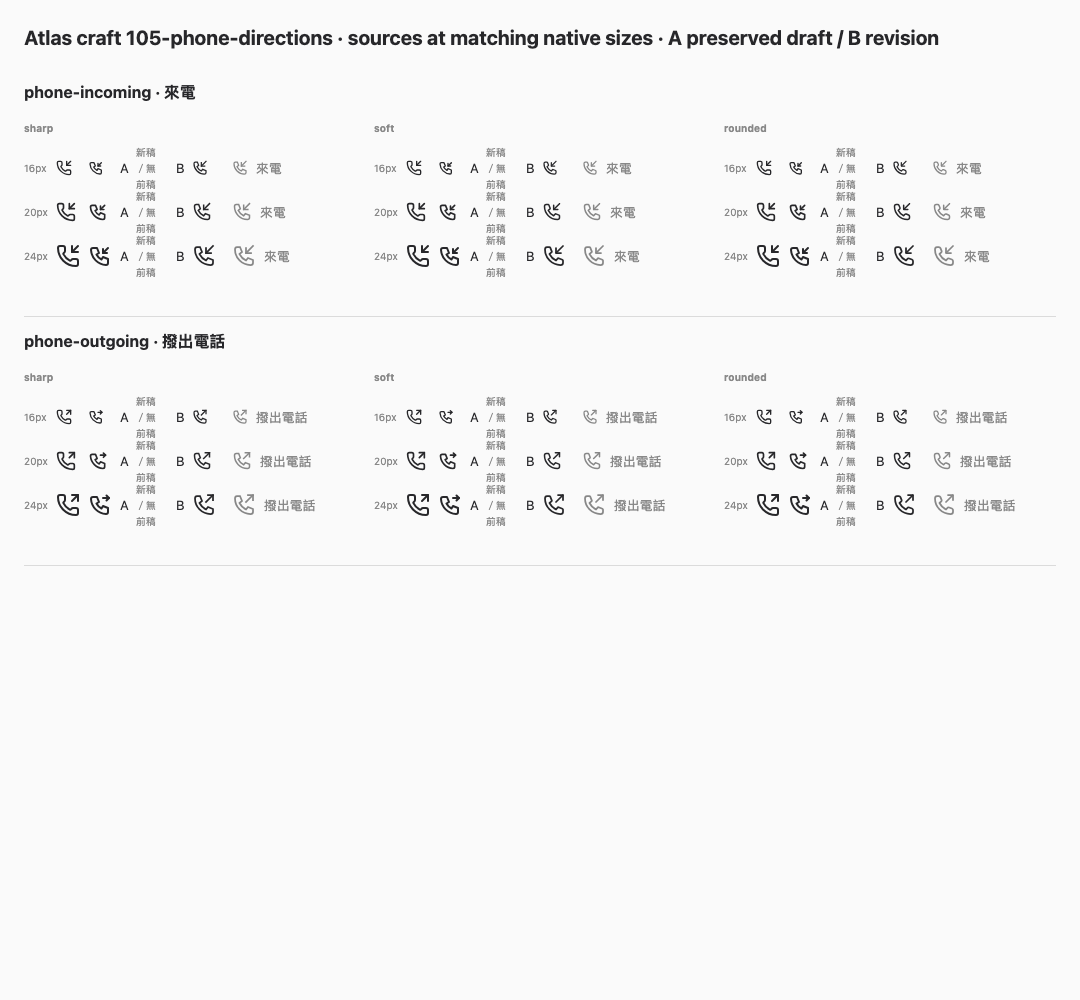 Atlas craft 105-phone-directions · sources at matching native sizes · A preserved draft / B revision
phone-incoming · 來電
sharp
soft
rounded
16px A 新稿 / 無 前稿 B 來電
16px A 新稿 / 無 前稿 B 來電
16px A 新稿 / 無 前稿 B 來電
20px A 新稿 / 無 前稿 B 來電
20px A 新稿 / 無 前稿 B 來電
20px A 新稿 / 無 前稿 B 來電
24px A 新稿 / 無 前稿 B 來電
24px A 新稿 / 無 前稿 B 來電
24px A 新稿 / 無 前稿 B 來電
phone-outgoing · 撥出電話
sharp
soft
rounded
16px A 新稿 / 無 前稿 B 撥出電話
16px A 新稿 / 無 前稿 B 撥出電話
16px A 新稿 / 無 前稿 B 撥出電話
20px A 新稿 / 無 前稿 B 撥出電話
20px A 新稿 / 無 前稿 B 撥出電話
20px A 新稿 / 無 前稿 B 撥出電話
24px A 新稿 / 無 前稿 B 撥出電話
24px A 新稿 / 無 前稿 B 撥出電話
24px A 新稿 / 無 前稿 B 撥出電話